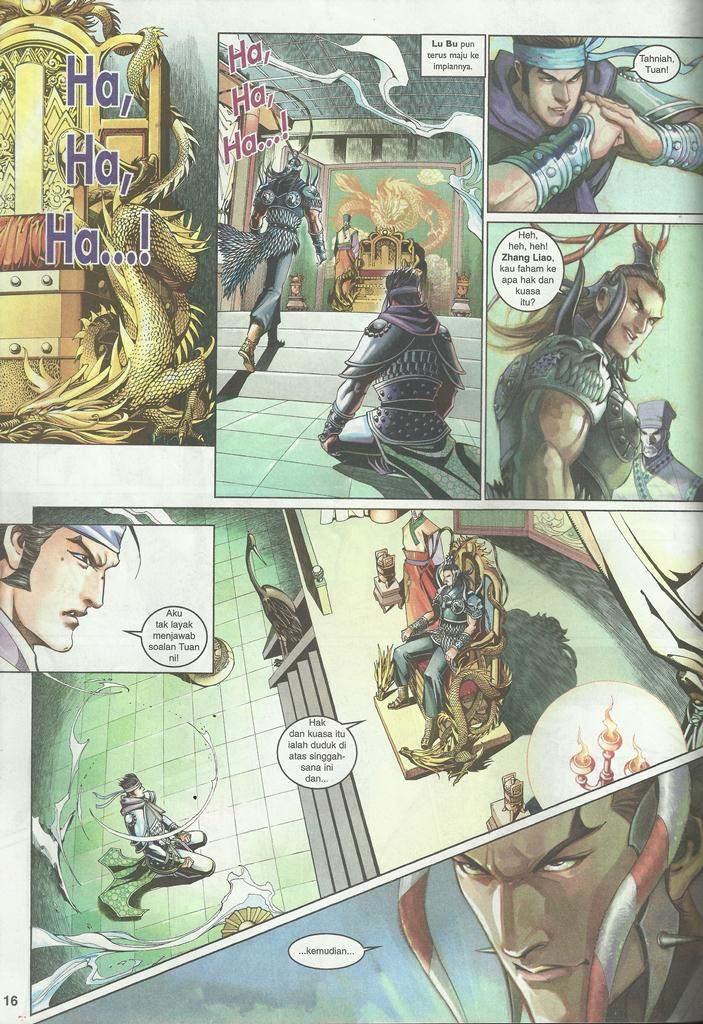 Ha,
Ha,
Ha...!
Ha,
Ha,
Ha...!
Lu Bu pun
terus maju ke
impiannya.
Tahniah,
Tuan!
Heh,
heh, heh!
Zhang Liao,
kau faham ke
apa hak dan
kuasa
itu?
Aku
tak layak
menjawab
soalan Tuan
ni!
Hak
dan kuasa itu
ialah duduk di
atas singgah-
sana ini
dan...
...kemudian...
16